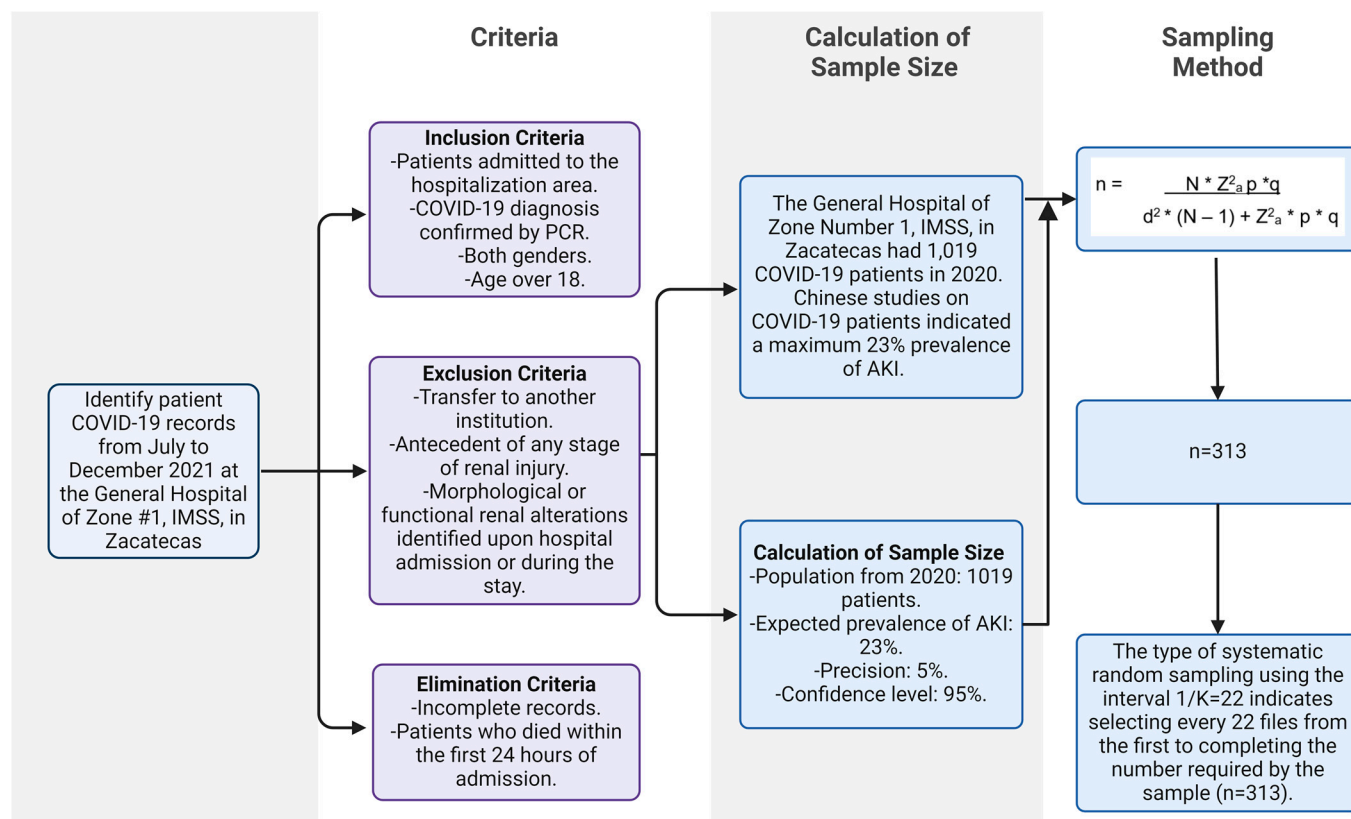 Criteria
Calculation of
Sample Size
Sampling
Method
Identify patient
COVID-19 records
from July to
December 2021 at
the General Hospital
of Zone #1, IMSS, in
Zacatecas
Inclusion Criteria
-Patients admitted to the
hospitalization area.
-COVID-19 diagnosis
confirmed by PCR.
-Both genders.
-Age over 18.
Exclusion Criteria
-Transfer to another
institution.
-Antecedent of any stage
of renal injury.
-Morphological or
functional renal alterations
identified upon hospital
admission or during the
stay.
Elimination Criteria
-Incomplete records.
-Patients who died within
the first 24 hours of
admission.
The General Hospital of
Zone Number 1, IMSS, in
Zacatecas had 1,019
COVID-19 patients in 2020.
Chinese studies on
COVID-19 patients indicated
a maximum 23% prevalence
of AKI.
Calculation of Sample Size
-Population from 2020: 1019
patients.
-Expected prevalence of AKI:
23%.
-Precision: 5%.
-Confidence level: 95%.
n = N * Z²ₐ p *q
d² * (N – 1) + Z²ₐ * p * q
n=313
The type of systematic
random sampling using the
interval 1/K=22 indicates
selecting every 22 files from
the first to completing the
number required by the
sample (n=313).